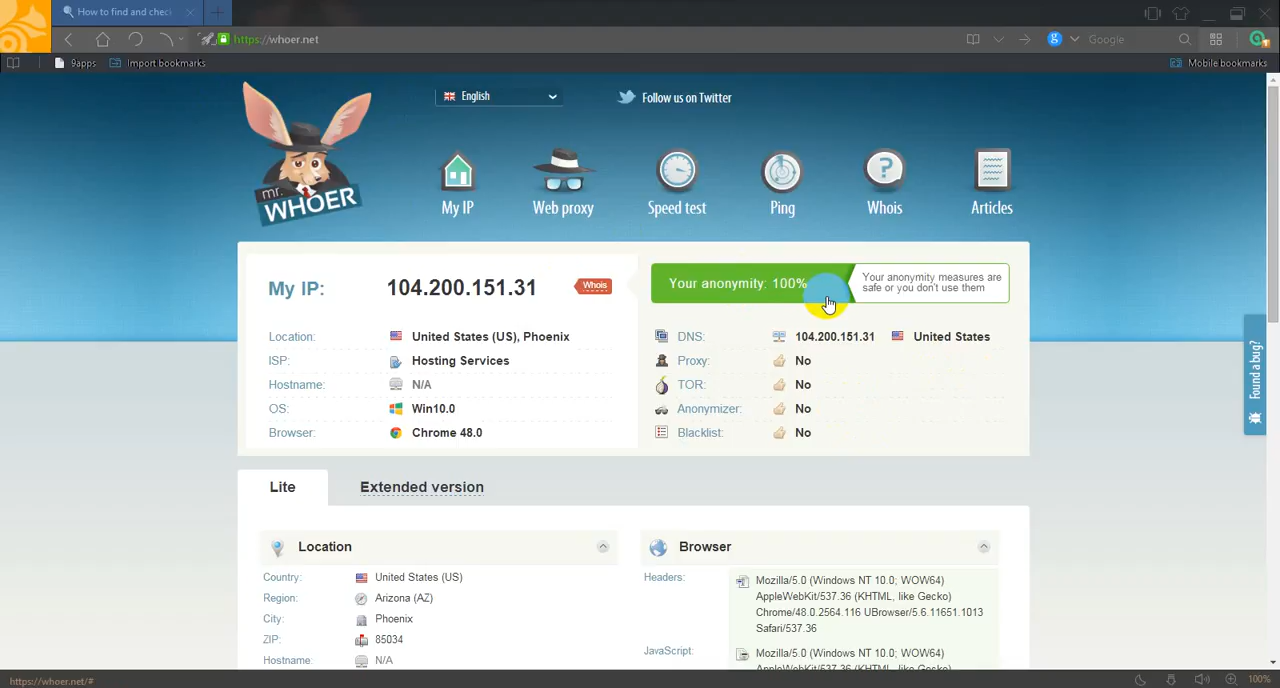 How to find and check
https://whoer.net
Google
9apps
Import bookmarks
Mobile bookmarks
English
Follow us on Twitter
mr.
WHOER
My IP
Web proxy
Speed test
Ping
Whois
Articles
My IP:
104.200.151.31
Whois
Your anonymity: 100%
Your anonymity measures are
safe or you don't use them
Location:
United States (US), Phoenix
DNS:
104.200.151.31
United States
ISP:
Hosting Services
Proxy:
No
Hostname:
N/A
TOR:
No
OS:
Win10.0
Anonymizer:
No
Browser:
Chrome 48.0
Blacklist:
No
Found a bug?
Lite
Extended version
Location
Browser
Country:
United States (US)
Region:
Arizona (AZ)
City:
Phoenix
ZIP:
85034
Hostname:
N/A
Headers:
Mozilla/5.0 (Windows NT 10.0; WOW64)
AppleWebKit/537.36 (KHTML, like Gecko)
Chrome/48.0.2564.116 UBrowser/5.6.11651.1013
Safari/537.36
JavaScript:
Mozilla/5.0 (Windows NT 10.0; WOW64)
AppleWebKit/537.36 (KHTML, like Gecko)
https://whoer.net/#
100%